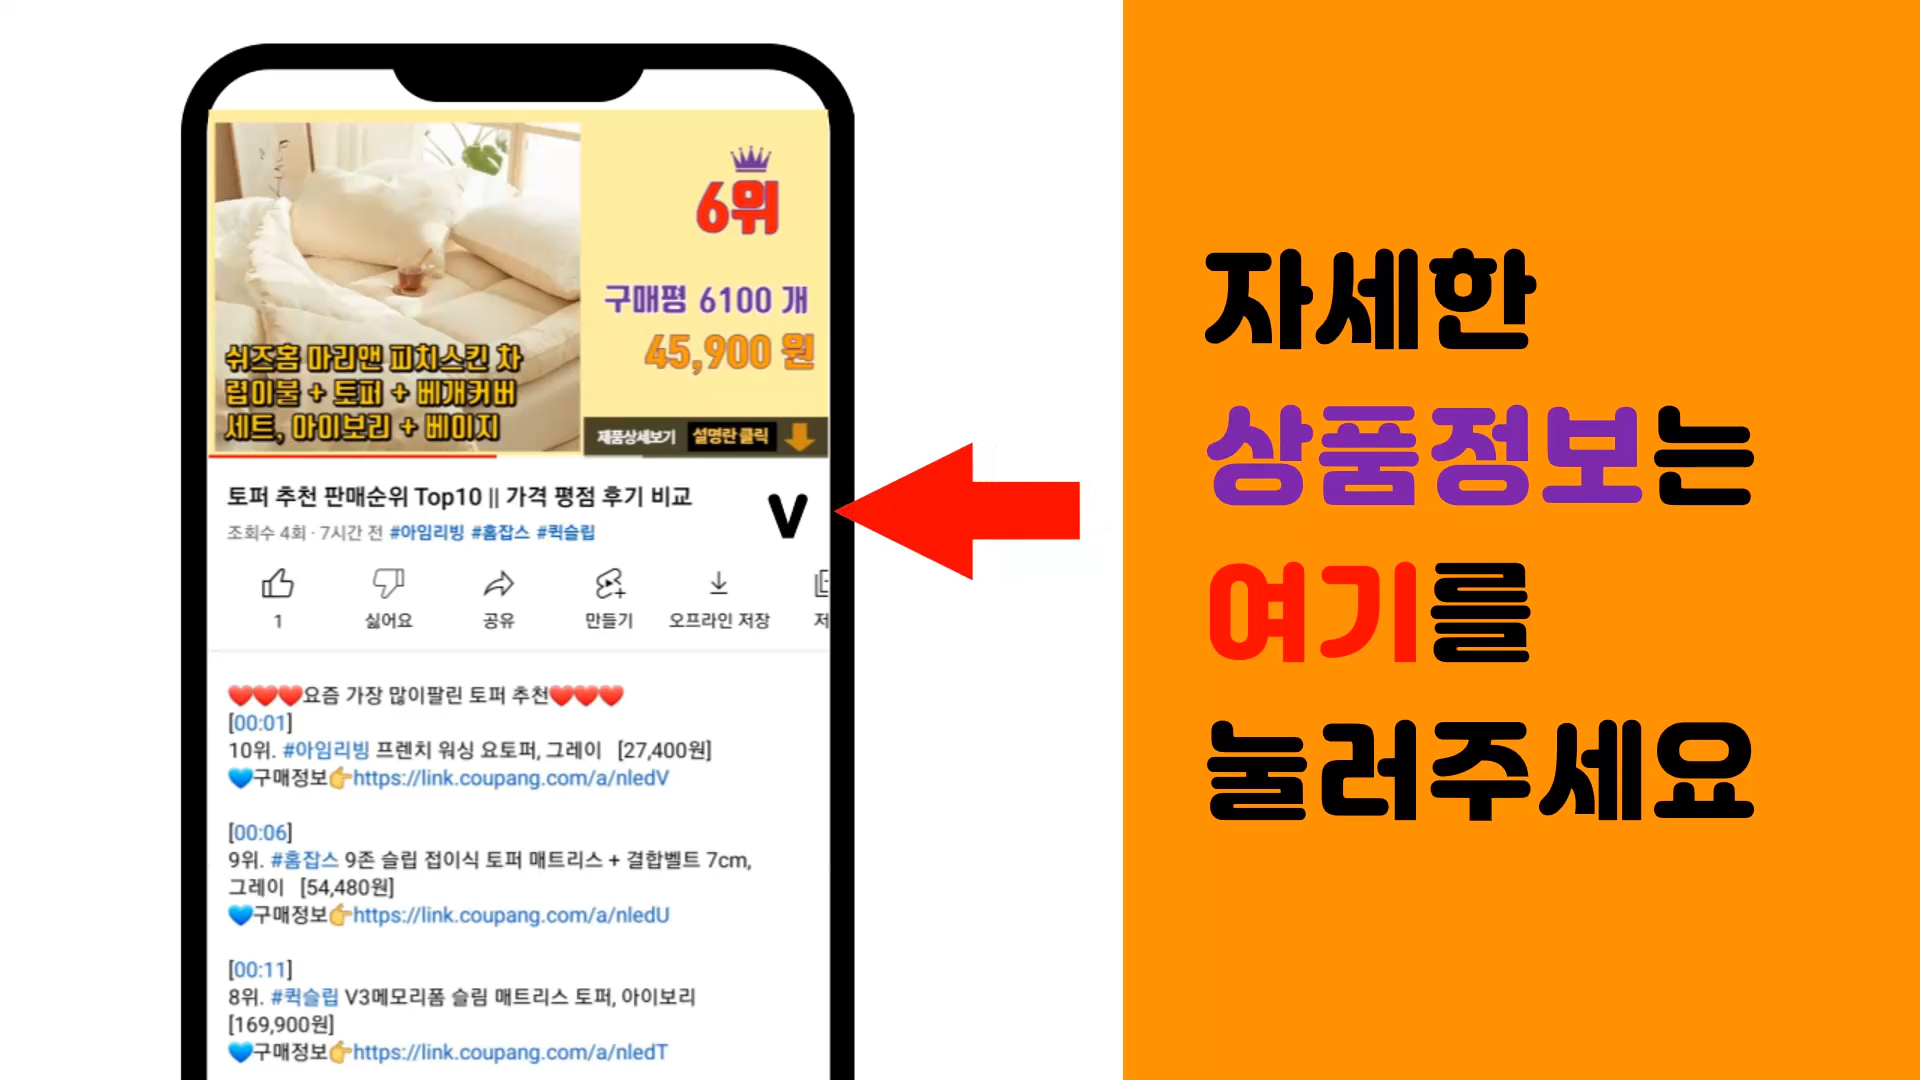 6위
구매평 6100 개
45,900 원
쉬즈홈 마리앤 피치스킨 차
렵이불 + 토퍼 + 베개커버
세트, 아이보리 + 베이지
제품상세보기 설명란 클릭
토퍼 추천 판매순위 Top10 || 가격 평점 후기 비교
V
조회수 4회 · 7시간 전 #아임리빙 #홈잡스 #퀵슬립
1 싫어요 공유 만들기 오프라인 저장 저
❤️❤️❤️요즘 가장 많이팔린 토퍼 추천❤️❤️❤️
[00:01]
10위. #아임리빙 프렌치 워싱 요토퍼, 그레이 [27,400원]
💙구매정보👉https://link.coupang.com/a/nledV
[00:06]
9위. #홈잡스 9존 슬립 접이식 토퍼 매트리스 + 결합벨트 7cm,
그레이 [54,480원]
💙구매정보👉https://link.coupang.com/a/nledU
[00:11]
8위. #퀵슬립 V3메모리폼 슬림 매트리스 토퍼, 아이보리
[169,900원]
💙구매정보👉https://link.coupang.com/a/nledT
자세한
상품정보는
여기를
눌러주세요